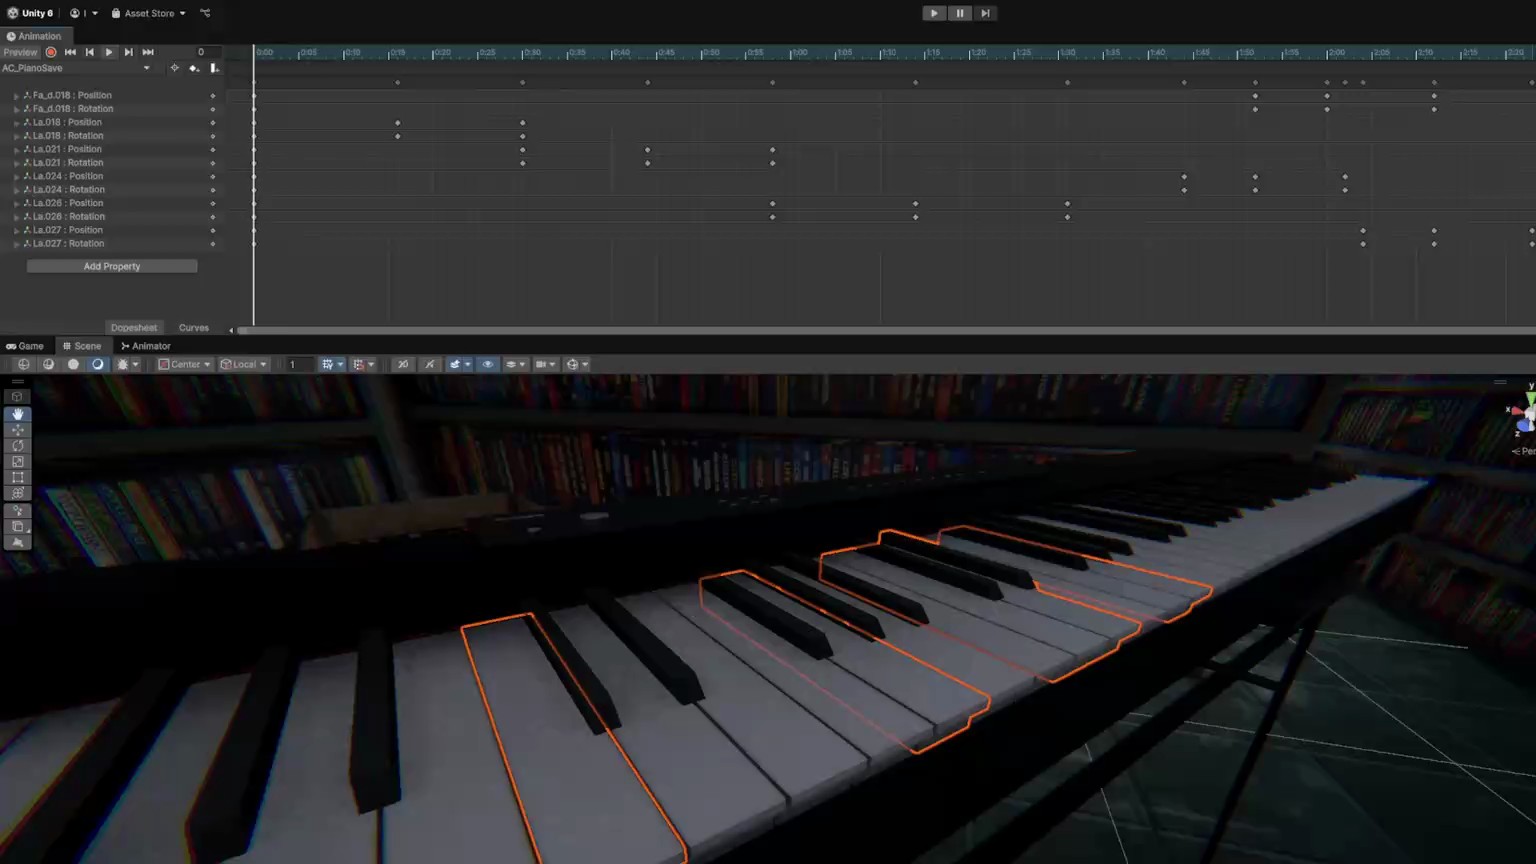 Unity 6 I Asset Store
Animation
Preview 0 0:00 0:05 0:10 0:15 0:20 0:25 0:30 0:35 0:40 0:45 0:50 0:55 1:00 1:05 1:10 1:15 1:20 1:25 1:30 1:35 1:40 1:45 1:50 1:55 2:00 2:05 2:10 2:15 2:20
AC_PianoSave
Fa_d.018 : Position
Fa_d.018 : Rotation
La.018 : Position
La.018 : Rotation
La.021 : Position
La.021 : Rotation
La.024 : Position
La.024 : Rotation
La.026 : Position
La.026 : Rotation
La.027 : Position
La.027 : Rotation
Add Property
Dopesheet Curves
Game Scene Animator
Center Local 1 2D
y
x
z